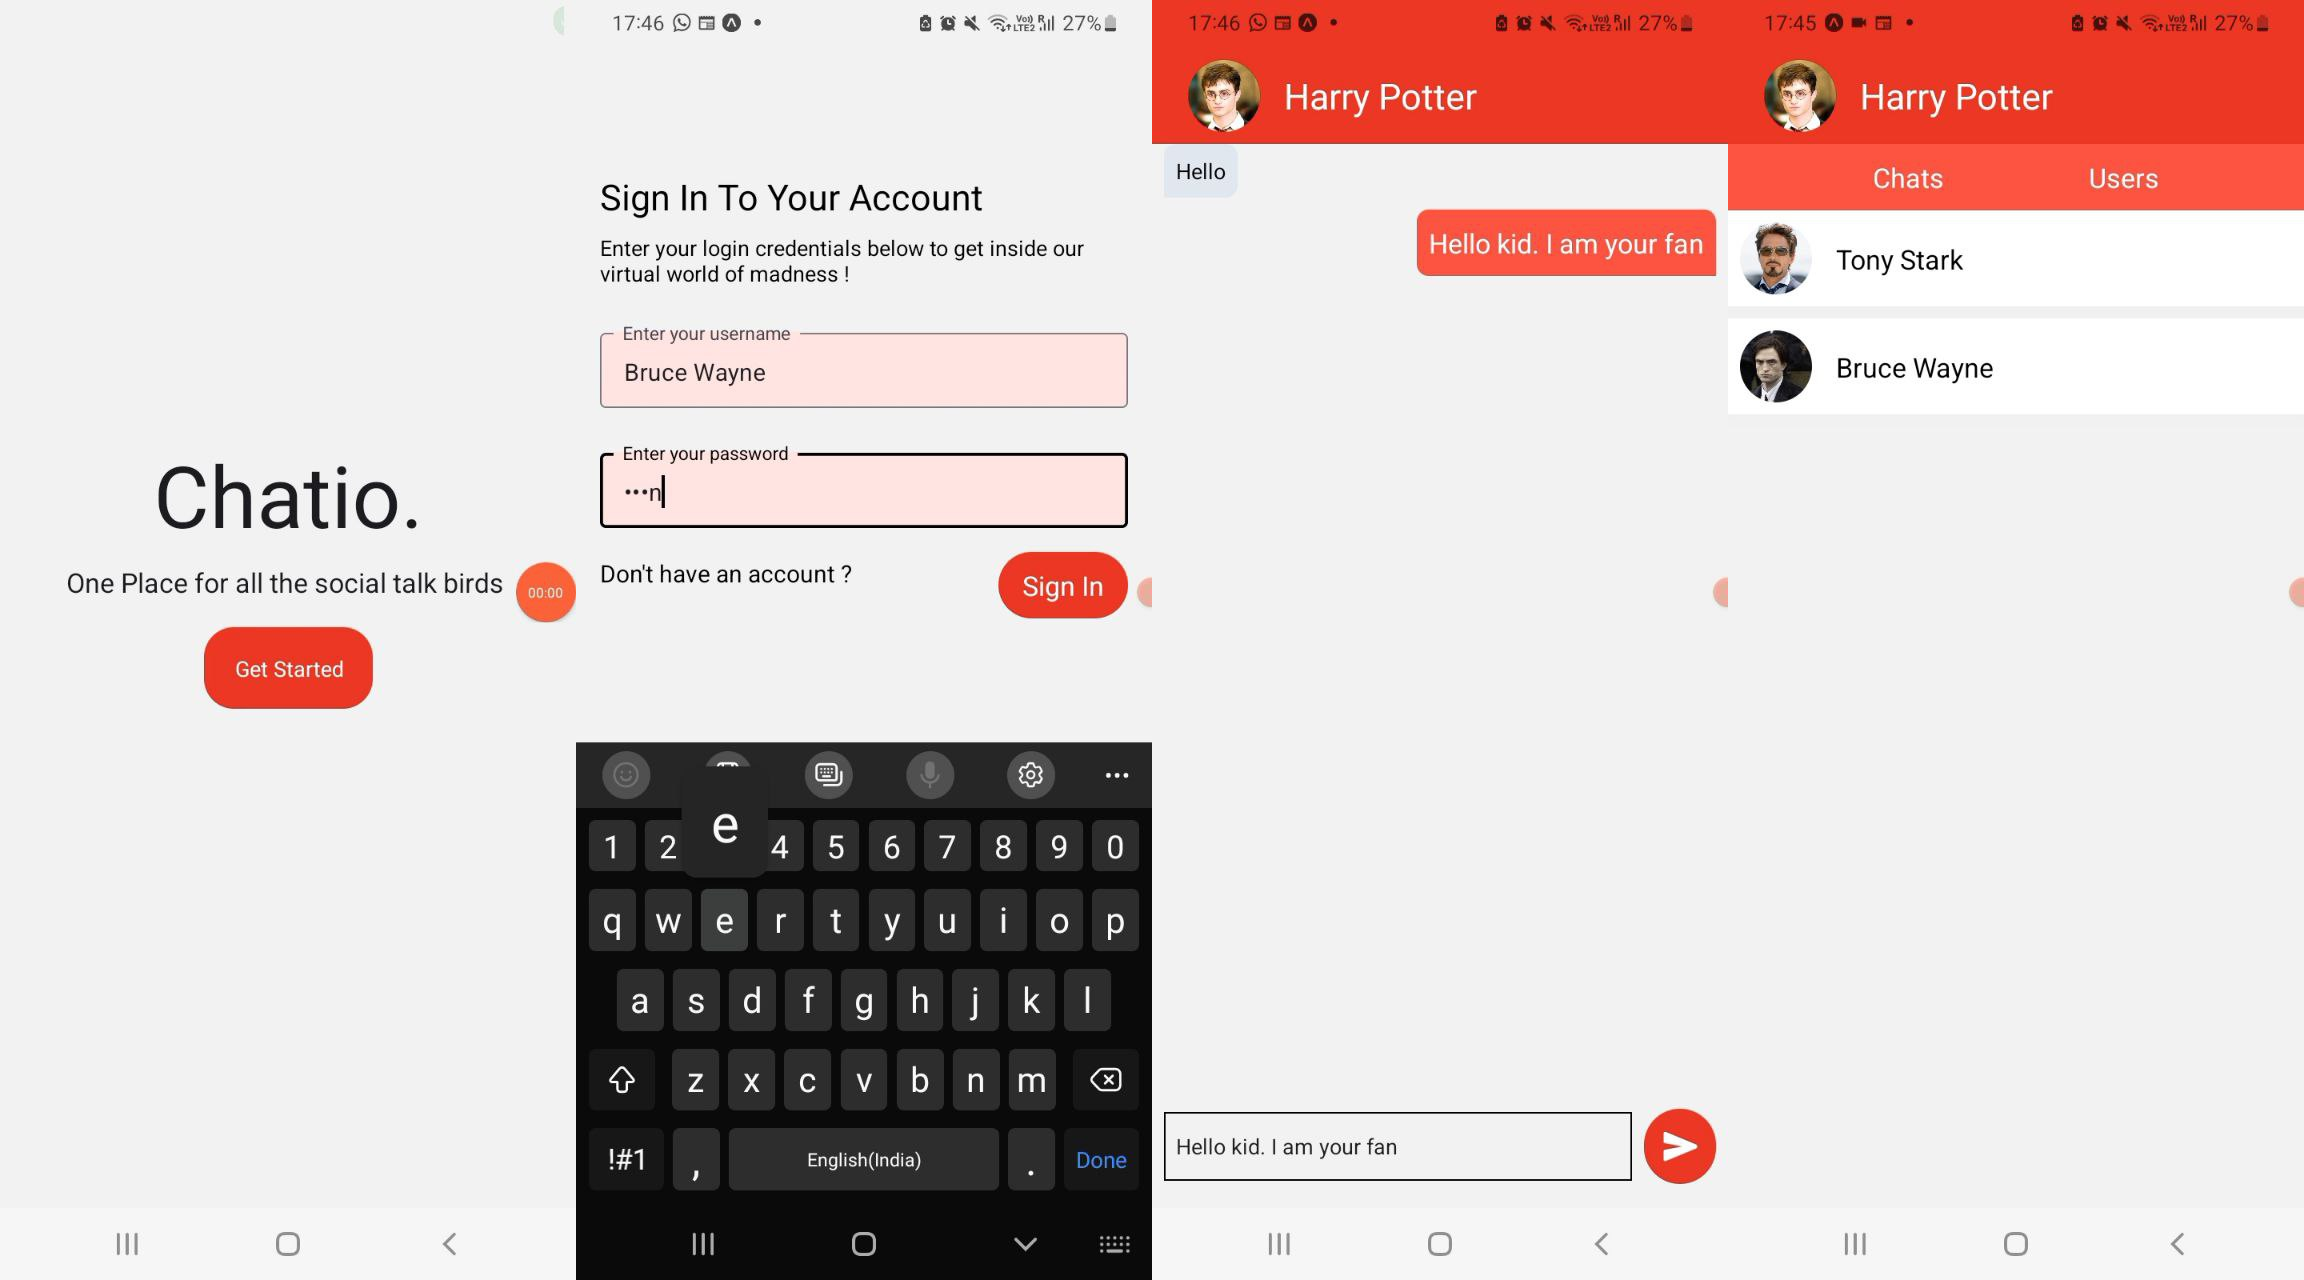 Chatio.
One Place for all the social talk birds
00:00
Get Started
17:46
27%
Sign In To Your Account
Enter your login credentials below to get inside our
virtual world of madness !
Enter your username
Bruce Wayne
Enter your password
•••n
Don't have an account ?
Sign In
e
1 2 4 5 6 7 8 9 0
q w e r t y u i o p
a s d f g h j k l
z x c v b n m
!#1 , English(India) . Done
17:46
Vo)) LTE2 R 27%
Harry Potter
Hello
Hello kid. I am your fan
Hello kid. I am your fan
17:45
Vo)) LTE2 R 27%
Harry Potter
Chats Users
Tony Stark
Bruce Wayne